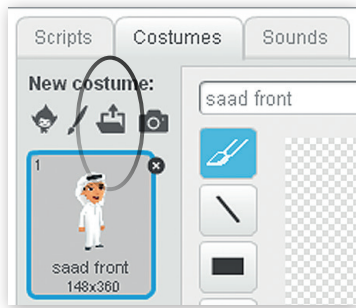 Scripts
Costumes
Sounds
New costume:
saad front
1
saad front
148x360